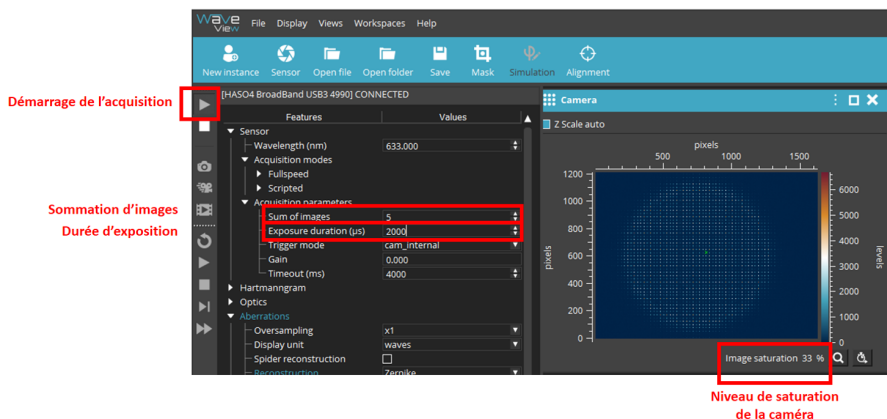 WAVE
VIEW
File Display Views Workspaces Help
New instance Sensor Open file Open folder Save Mask Simulation Alignment
Démarrage de l'acquisition
[HASO4 BroadBand USB3 4990] CONNECTED
Features Values
Sensor
Wavelength (nm) 633.000
Acquisition modes
Fullspeed
Scripted
Acquisition parameters
Sommation d'images
Sum of images 5
Durée d'exposition
Exposure duration (µs) 2000
Trigger mode cam_internal
Gain 0.000
Timeout (ms) 4000
Hartmanngram
Optics
Aberrations
Oversampling x1
Display unit waves
Spider reconstruction
Reconstruction Zernike
Camera
Z Scale auto
pixels
500 1000 1500
1200
1000
800
600
400
200
0
pixels
6000
5000
4000
3000
2000
1000
0
levels
Image saturation 33 %
Niveau de saturation
de la caméra